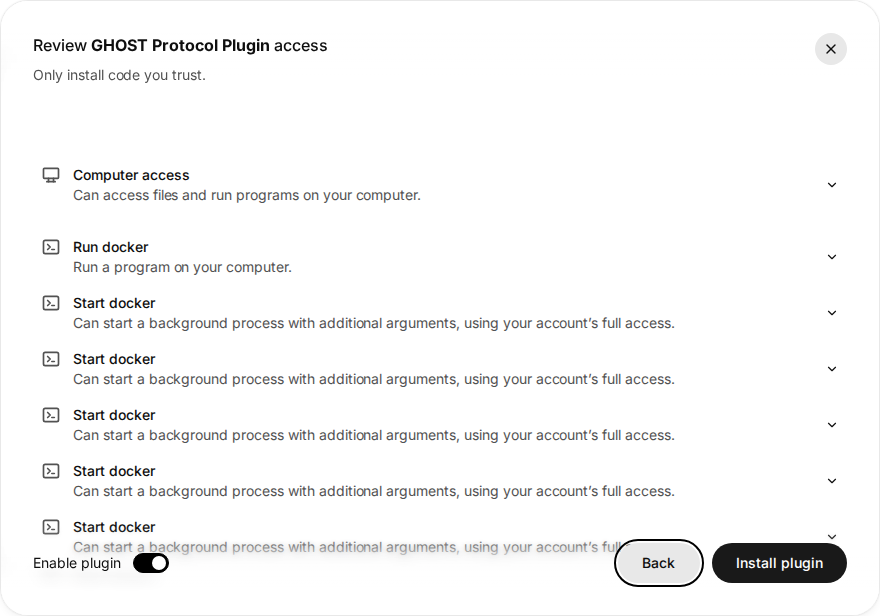 Review GHOST Protocol Plugin access
Only install code you trust.
Computer access
Can access files and run programs on your computer.
Run docker
Run a program on your computer.
Start docker
Can start a background process with additional arguments, using your account’s full access.
Start docker
Can start a background process with additional arguments, using your account’s full access.
Start docker
Can start a background process with additional arguments, using your account’s full access.
Start docker
Can start a background process with additional arguments, using your account’s full access.
Start docker
Can start a background process with additional arguments, using your account’s full
Enable plugin
Back
Install plugin